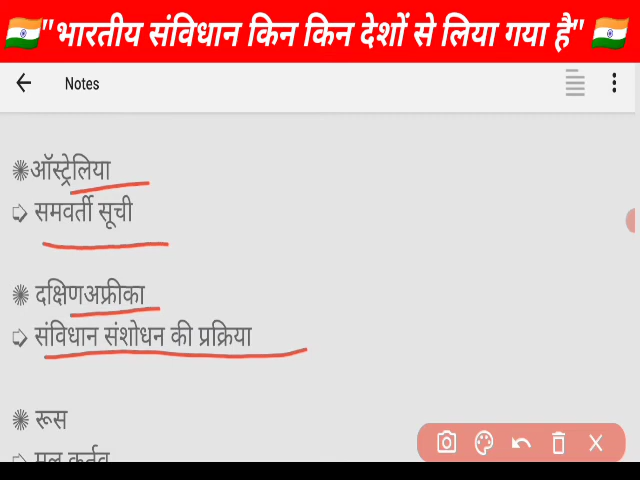 "भारतीय संविधान किन किन देशों से लिया गया है"
Notes
ऑस्ट्रेलिया
समवर्ती सूची
दक्षिणअफ्रीका
संविधान संशोधन की प्रक्रिया
रूस